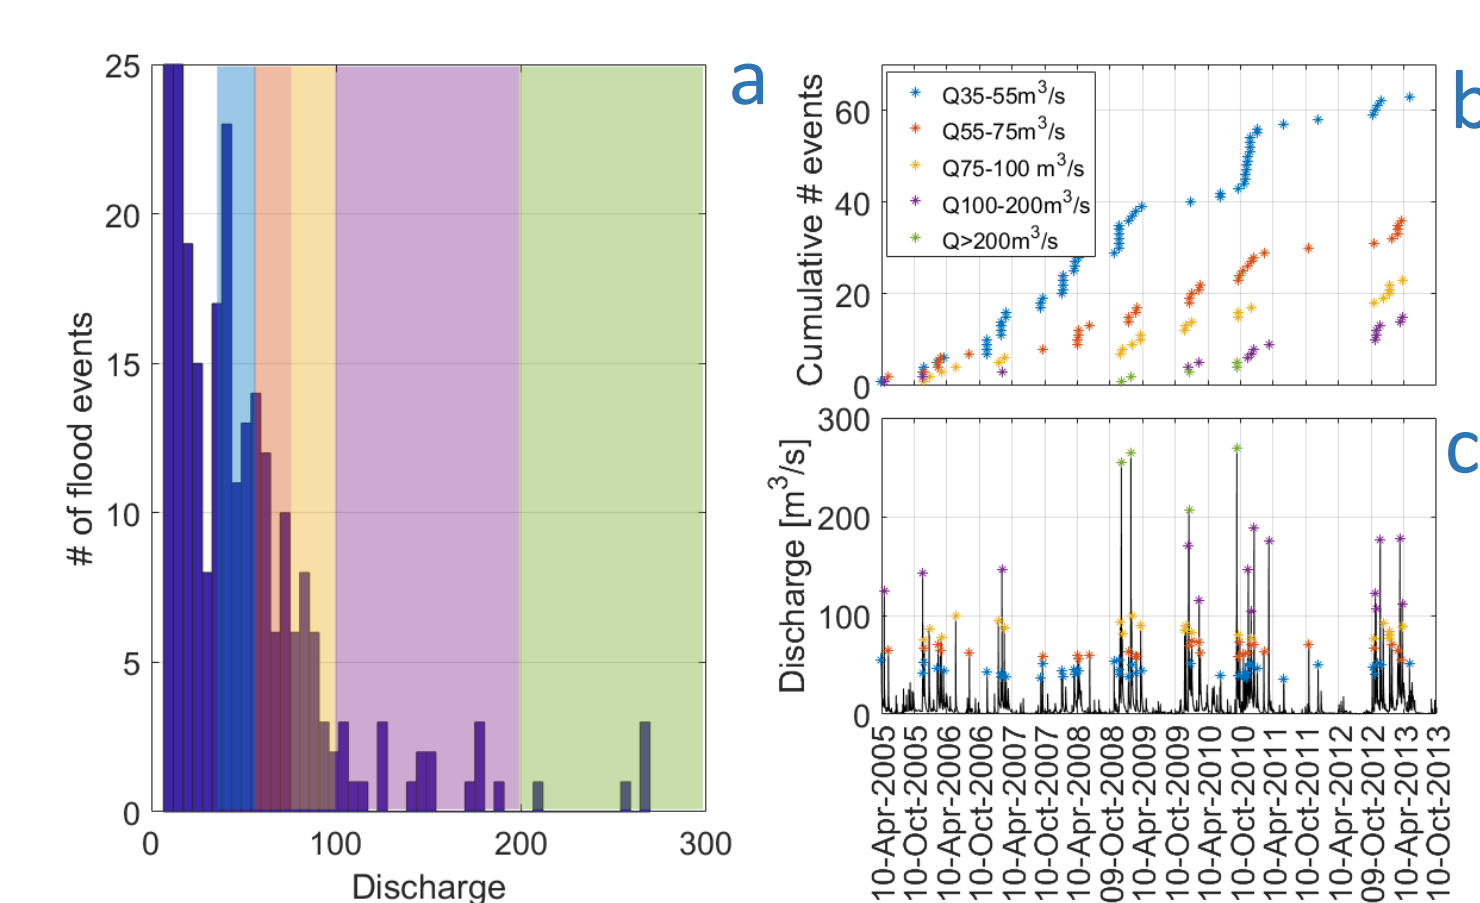 a
25
20
15
10
5
0
# of flood events
0
100
200
300
Discharge
b
60
40
20
0
Cumulative # events
Q35-55m³/s
Q55-75m³/s
Q75-100 m³/s
Q100-200m³/s
Q>200m³/s
c
300
200
100
0
Discharge [m³/s]
10-Apr-2005
10-Oct-2005
10-Apr-2006
10-Oct-2006
10-Apr-2007
10-Oct-2007
10-Apr-2008
09-Oct-2008
10-Apr-2009
10-Oct-2009
10-Apr-2010
10-Oct-2010
10-Apr-2011
10-Oct-2011
10-Apr-2012
09-Oct-2012
10-Apr-2013
10-Oct-2013